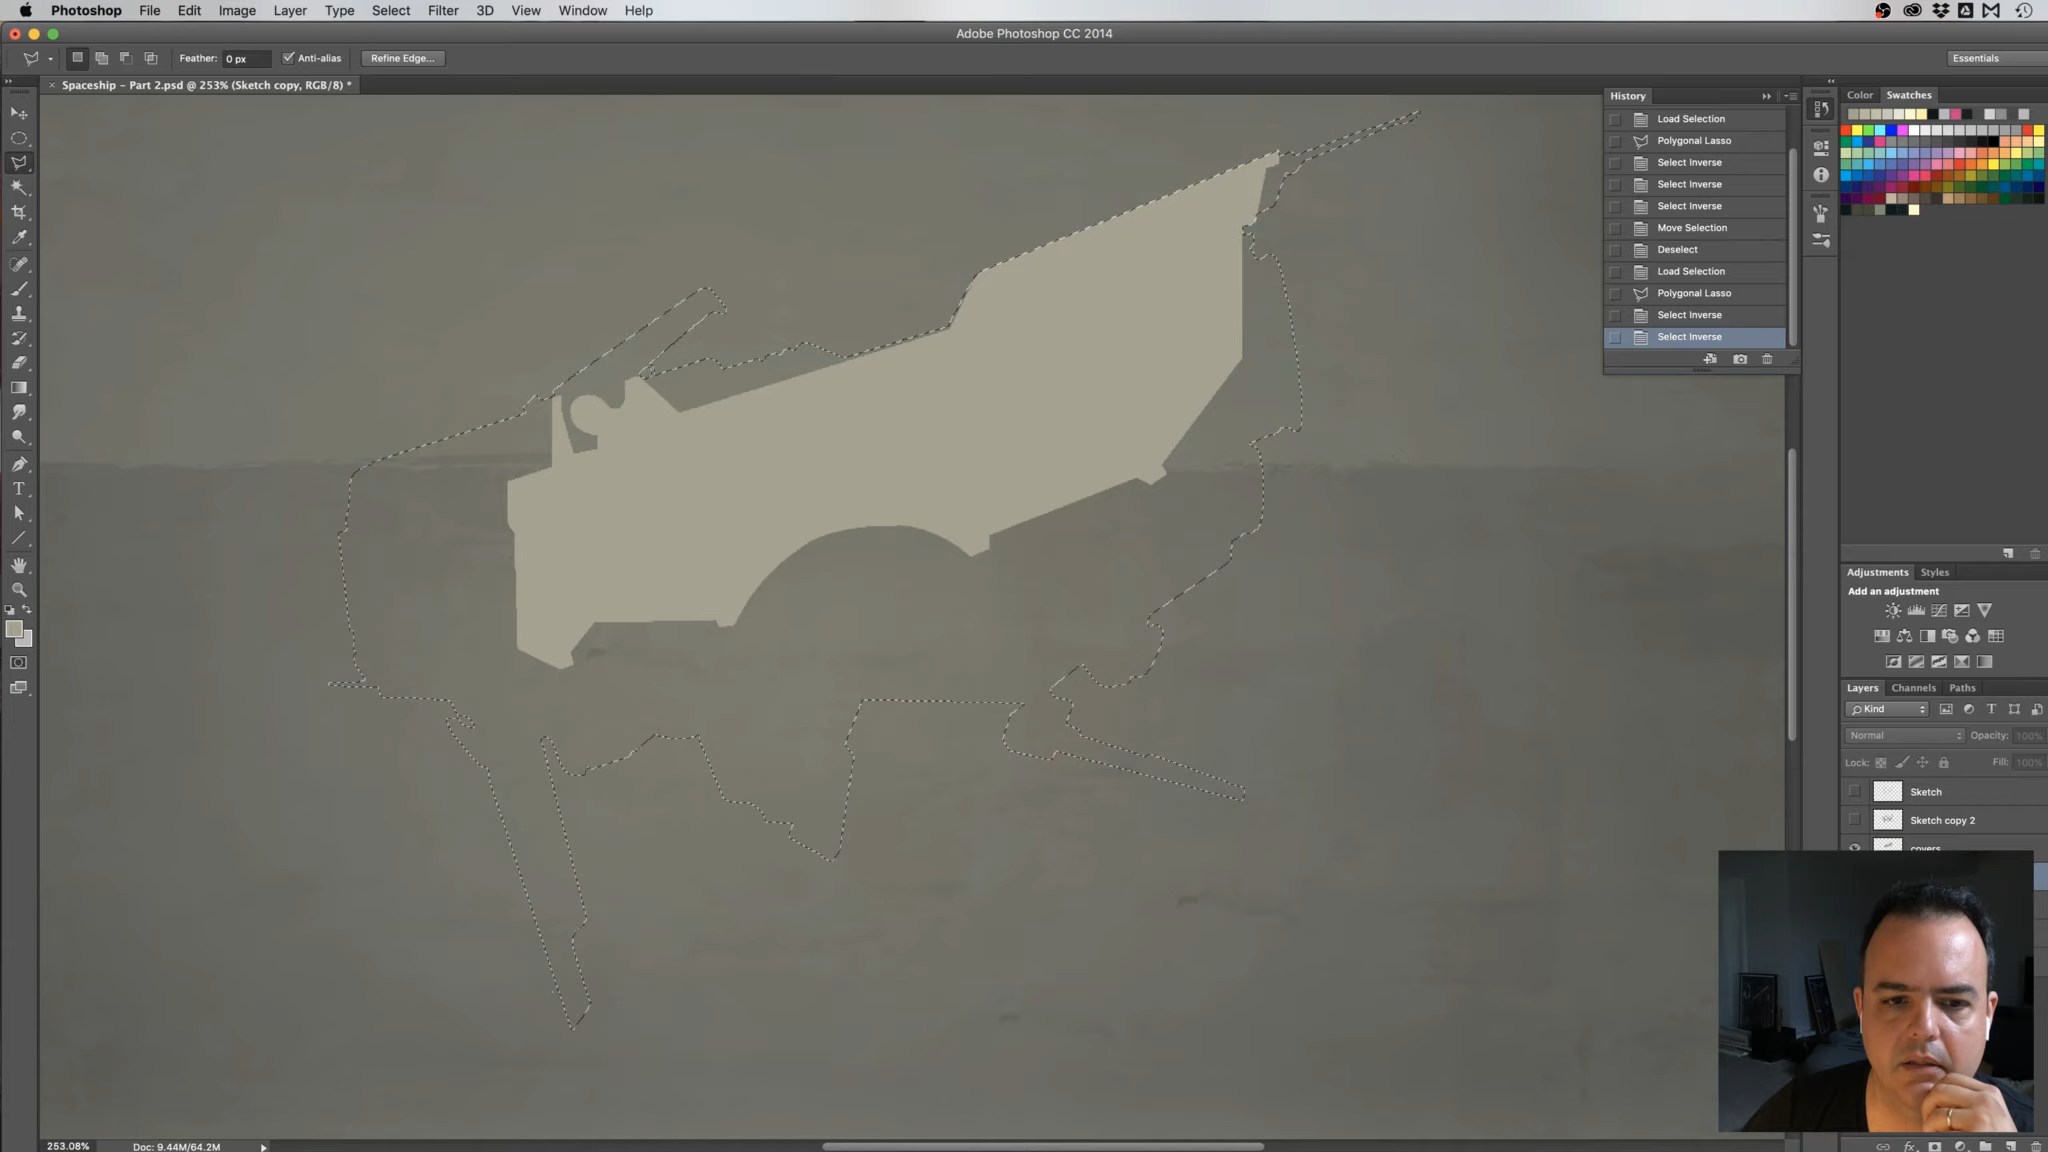 Photoshop File Edit Image Layer Type Select Filter 3D View Window Help
Adobe Photoshop CC 2014
Feather: 0 px Anti-alias Refine Edge... Essentials
Spaceship – Part 2.psd @ 253% (Sketch copy, RGB/8) *
History
Load Selection
Polygonal Lasso
Select Inverse
Select Inverse
Select Inverse
Move Selection
Deselect
Load Selection
Polygonal Lasso
Select Inverse
Select Inverse
Color Swatches
Adjustments Styles
Add an adjustment
Layers Channels Paths
Kind
Normal Opacity: 100%
Lock: Fill: 100%
Sketch
Sketch copy 2
covers
253.08% Doc: 9.44M/64.2M